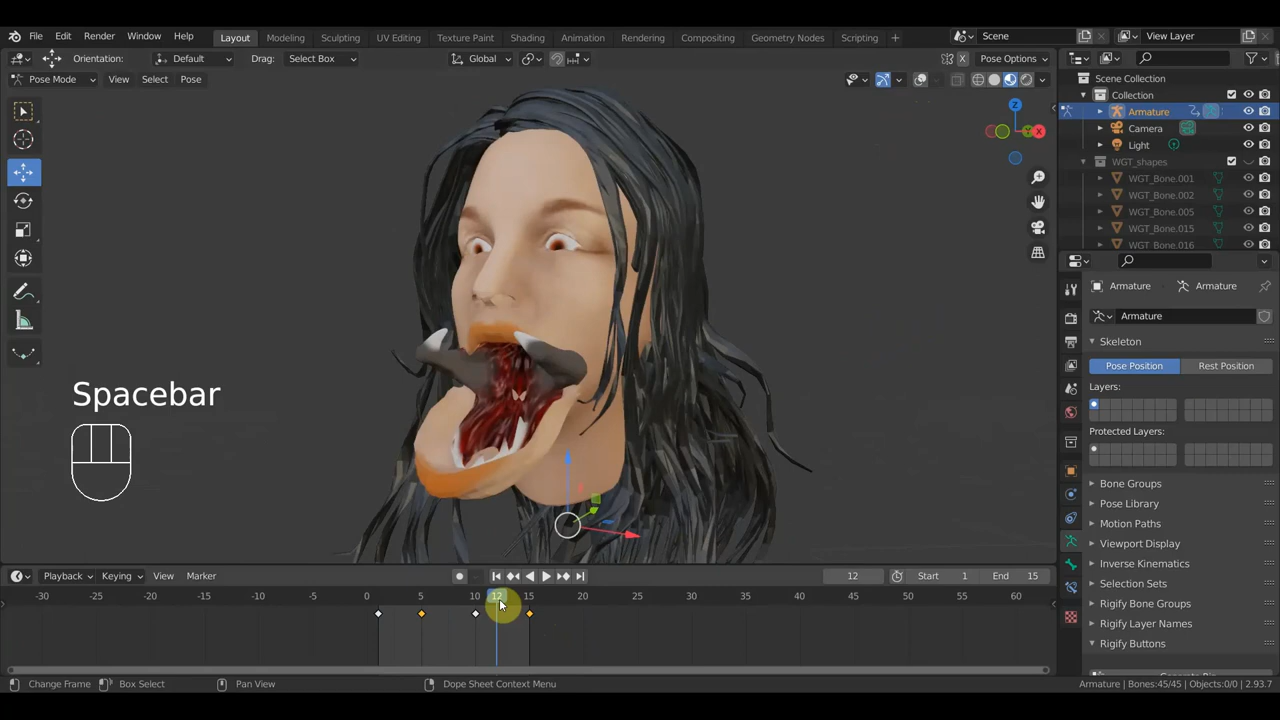 File Edit Render Window Help Layout Modeling Sculpting UV Editing Texture Paint Shading Animation Rendering Compositing Geometry Nodes Scripting + Scene View Layer
Orientation: Default Drag: Select Box Global Pose Options
Pose Mode View Select Pose
X
Z
X
Scene Collection
Collection
Armature
Camera
Light
WGT_shapes
WGT_Bone.001
WGT_Bone.002
WGT_Bone.005
WGT_Bone.015
WGT_Bone.016
Armature Armature
Armature
Skeleton
Pose Position Rest Position
Layers:
Protected Layers:
Bone Groups
Pose Library
Motion Paths
Viewport Display
Inverse Kinematics
Selection Sets
Rigify Bone Groups
Rigify Layer Names
Rigify Buttons
Spacebar
Playback Keying View Marker 12 Start 1 End 15
-30 -25 -20 -15 -10 -5 0 5 10 12 15 20 25 30 35 40 45 50 55 60
Change Frame Box Select Pan View Dope Sheet Context Menu Armature | Bones:45/45 | Objects:0/0 | 2.93.7